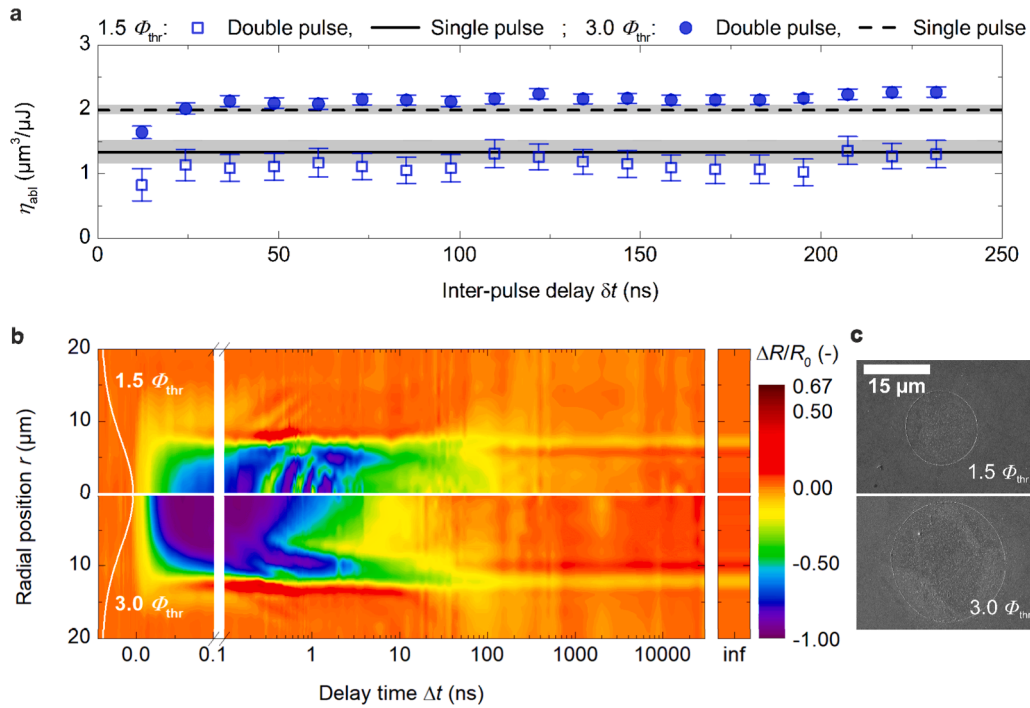 a
1.5 Φthr: Double pulse, Single pulse ; 3.0 Φthr: Double pulse, Single pulse
3
2
1
0
ηabl (μm³/μJ)
0 50 100 150 200 250
Inter-pulse delay δt (ns)
b
c
20
10
0
10
20
Radial position r (μm)
1.5 Φthr
3.0 Φthr
0.0 0.1 1 10 100 1000 10000 inf
Delay time Δt (ns)
ΔR/R0 (-)
0.67
0.50
0.00
-0.50
-1.00
15 μm
1.5 Φthr
3.0 Φthr